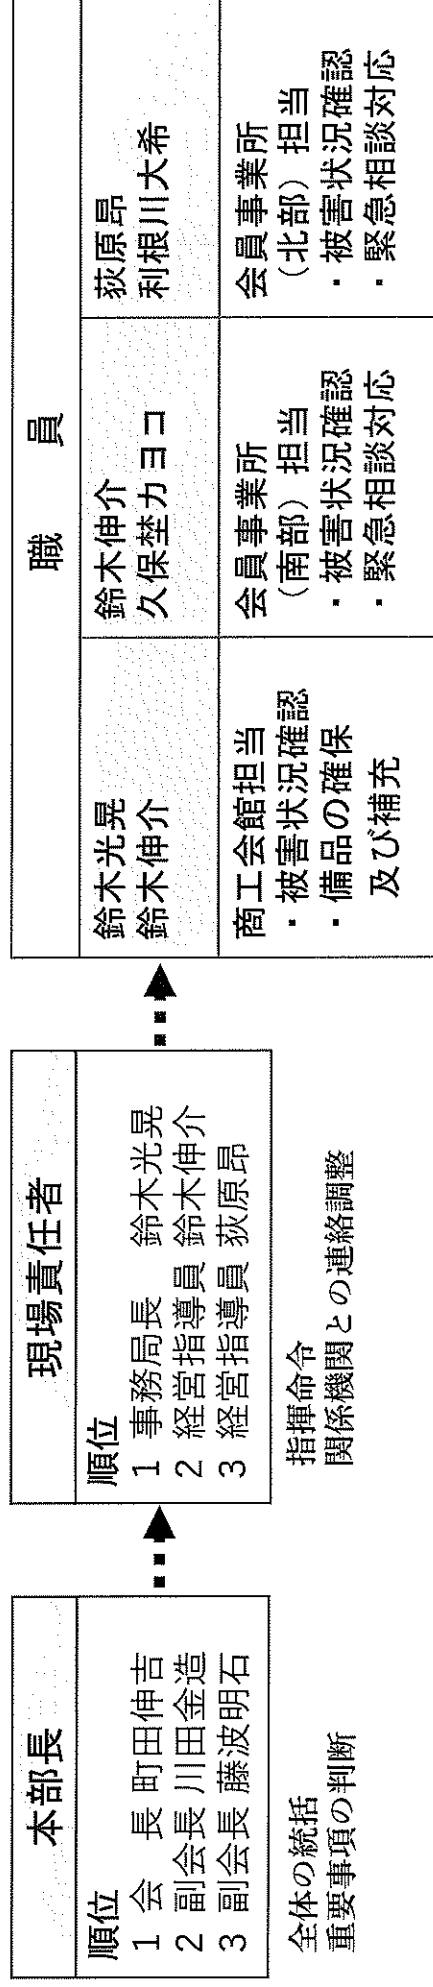 本部長
順位
1 会　長 町田伸吉
2 副会長 川田金造
3 副会長 藤波明石
全体の統括
重要事項の判断
現場責任者
順位
1 事務局長　鈴木光晃
2 経営指導員 鈴木伸介
3 経営指導員 荻原昂
指揮命令
関係機関との連絡調整
職　員
鈴木光晃
鈴木伸介
商工会館担当
・被害状況確認
・備品の確保
及び補充
鈴木伸介
久保埜カヨコ
会員事業所
（南部）担当
・被害状況確認
・緊急相談対応
荻原昂
利根川大希
会員事業所
（北部）担当
・被害状況確認
・緊急相談対応